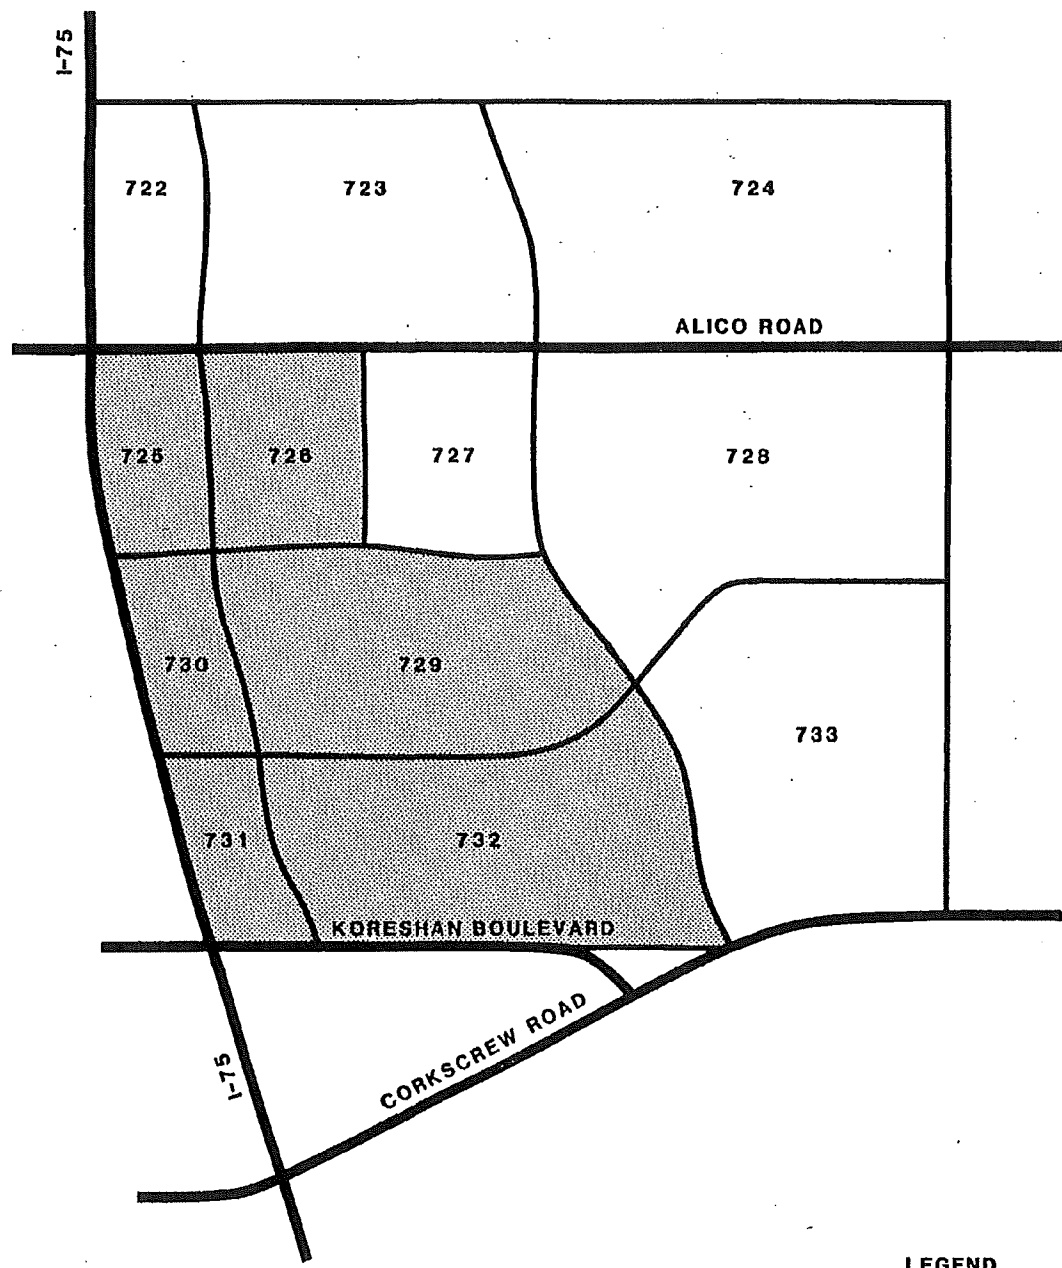 I-75
722 723 724
ALICO ROAD
725 726 727 728
730 729
733
731 732
KORESHAN BOULEVARD
CORKSCREW ROAD
I-75
LEGEND